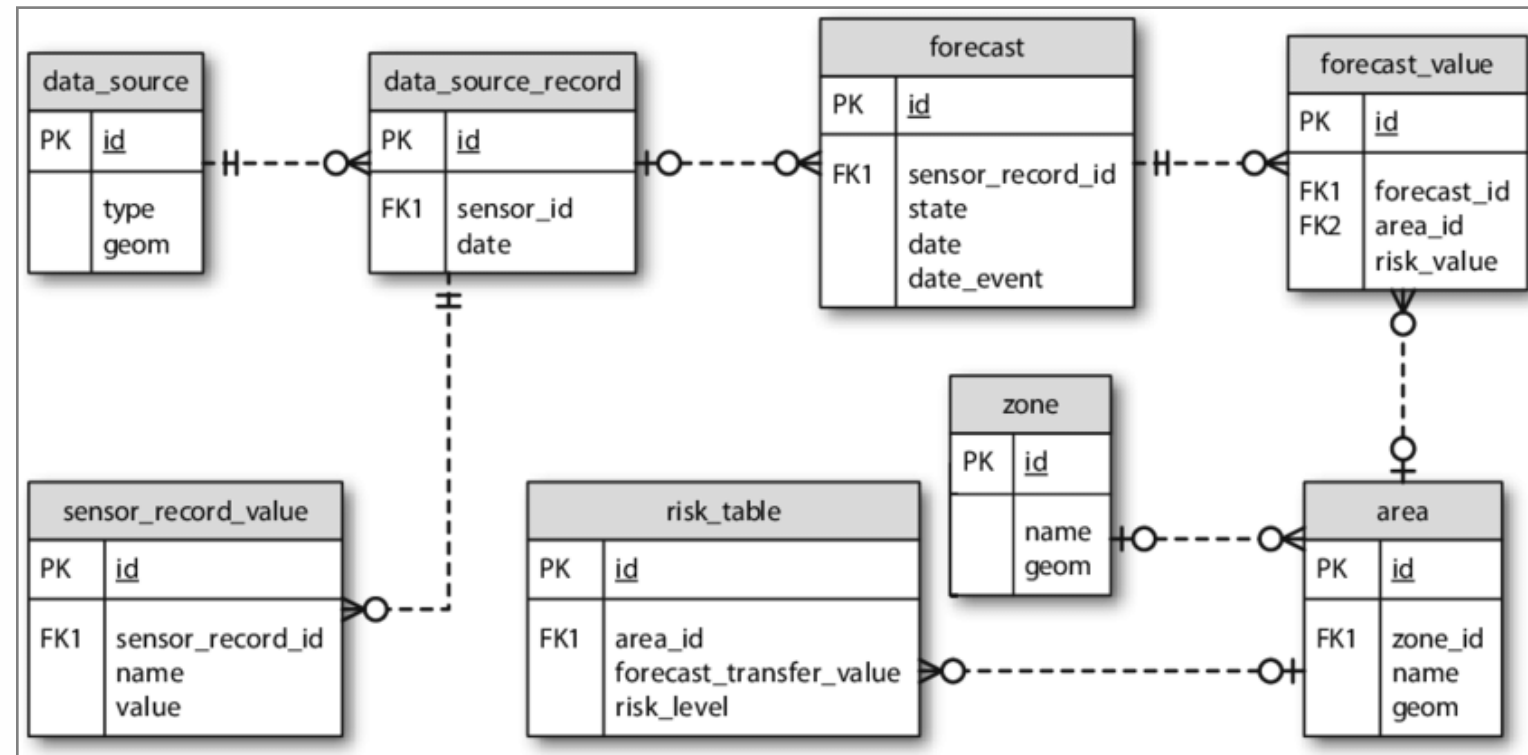 data_source
PK id
type
geom
data_source_record
PK id
FK1 sensor_id
date
forecast
PK id
FK1 sensor_record_id
state
date
date_event
forecast_value
PK id
FK1 forecast_id
FK2 area_id
risk_value
zone
PK id
name
geom
sensor_record_value
PK id
FK1 sensor_record_id
name
value
risk_table
PK id
FK1 area_id
forecast_transfer_value
risk_level
area
PK id
FK1 zone_id
name
geom